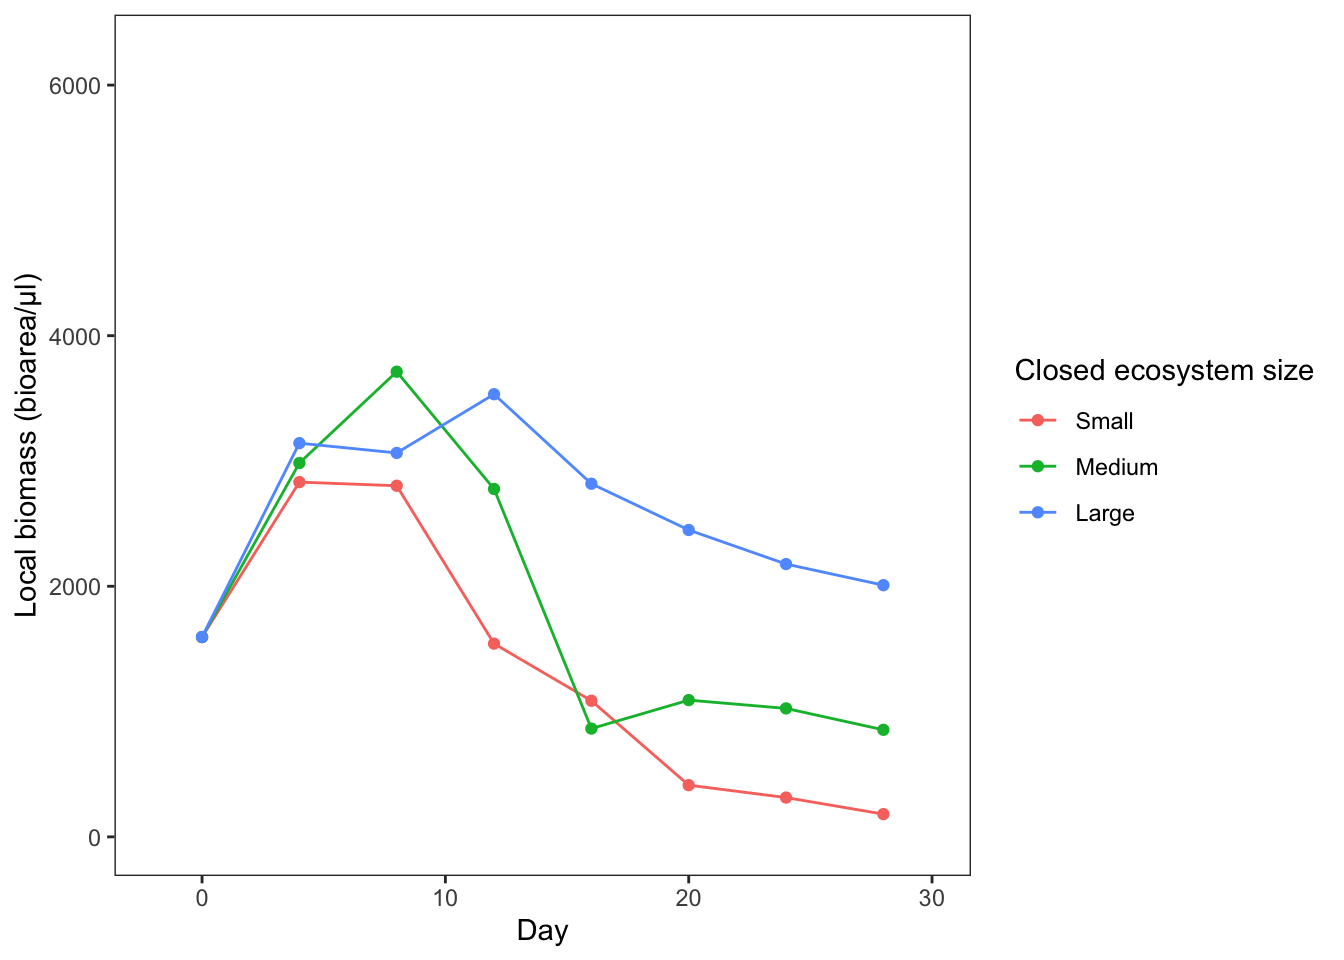 6000
4000
2000
0
0
10
20
30
Day
Local biomass (bioarea/μl)
Closed ecosystem size
Small
Medium
Large